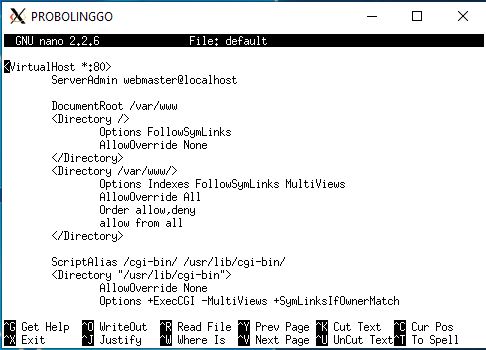 PROBOLINGGO
GNU nano 2.2.6 File: default
<VirtualHost *:80>
ServerAdmin webmaster@localhost
DocumentRoot /var/www
<Directory />
Options FollowSymLinks
AllowOverride None
</Directory>
<Directory /var/www/>
Options Indexes FollowSymLinks MultiViews
AllowOverride All
Order allow,deny
allow from all
</Directory>
ScriptAlias /cgi-bin/ /usr/lib/cgi-bin/
<Directory "/usr/lib/cgi-bin">
AllowOverride None
Options +ExecCGI -MultiViews +SymLinksIfOwnerMatch
^G Get Help ^O WriteOut ^R Read File ^Y Prev Page ^K Cut Text ^C Cur Pos
^X Exit ^J Justify ^W Where Is ^V Next Page ^U UnCut Text ^T To Spell